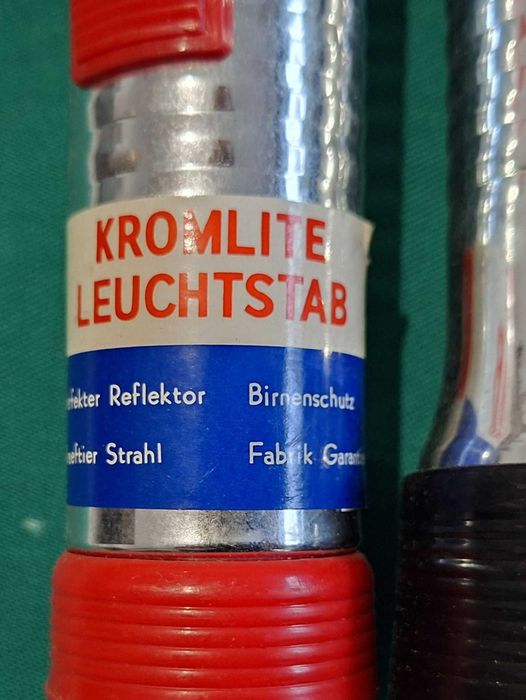 KROMLITE
LEUCHTSTAB
Reflektor Birnenschutz
Strahl Fabrik